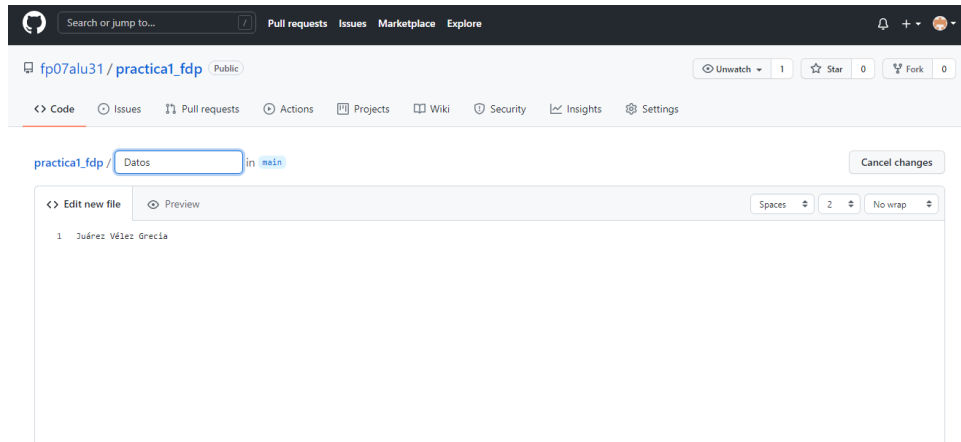 Search or jump to... / Pull requests Issues Marketplace Explore
fp07alu31 / practica1_fdp Public Unwatch 1 Star 0 Fork 0
<> Code Issues Pull requests Actions Projects Wiki Security Insights Settings
practica1_fdp / Datos in main Cancel changes
<> Edit new file Preview Spaces 2 No wrap
1 Juárez Vélez Grecia